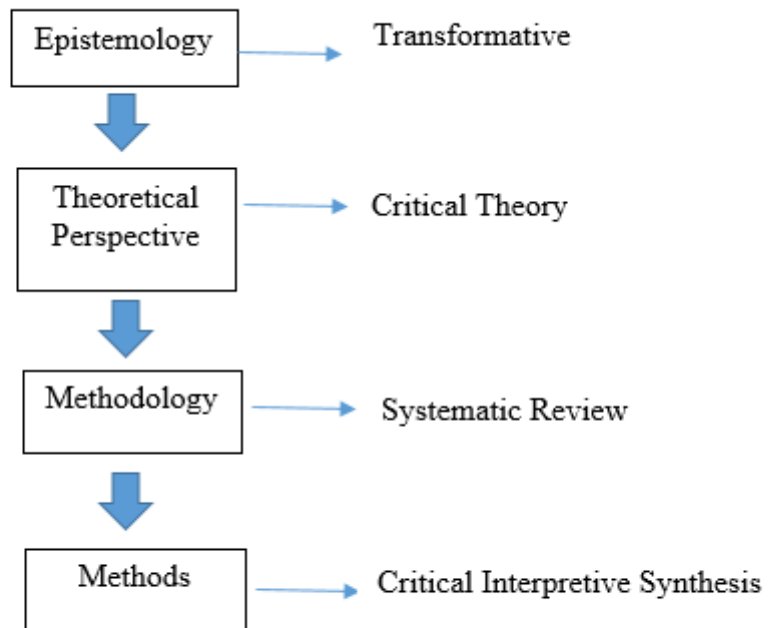 Epistemology
Transformative
Theoretical
Perspective
Critical Theory
Methodology
Systematic Review
Methods
Critical Interpretive Synthesis